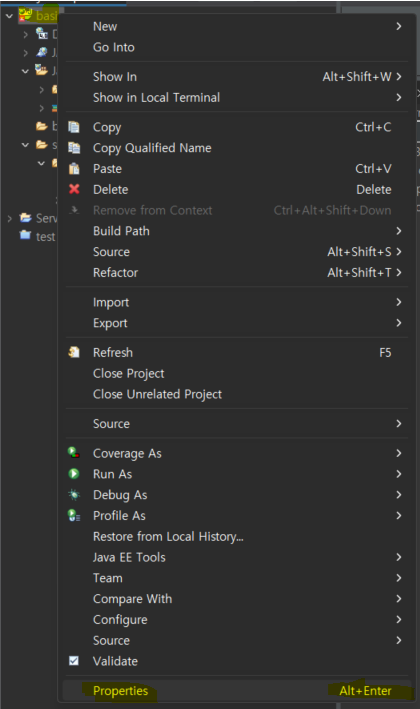 New
Go Into
Show In Alt+Shift+W
Show in Local Terminal
Copy Ctrl+C
Copy Qualified Name
Paste Ctrl+V
Delete Delete
Remove from Context Ctrl+Alt+Shift+Down
Build Path
Source Alt+Shift+S
Refactor Alt+Shift+T
Import
Export
Refresh F5
Close Project
Close Unrelated Project
Source
Coverage As
Run As
Debug As
Profile As
Restore from Local History...
Java EE Tools
Team
Compare With
Configure
Source
Validate
Properties Alt+Enter
test